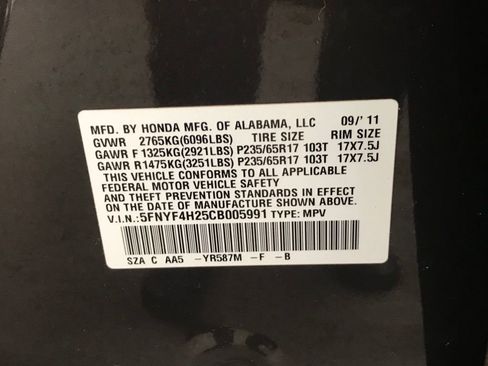 MFD. BY HONDA MFG. OF ALABAMA, LLC 09/' 11
GVWR 2765KG(6096LBS) TIRE SIZE RIM SIZE
GAWR F 1325KG(2921LBS) P235/65R17 103T 17X7.5J
GAWR R1475KG(3251LBS) P235/65R17 103T 17X7.5J
THIS VEHICLE CONFORMS TO ALL APPLICABLE
FEDERAL MOTOR VEHICLE SAFETY
AND THEFT PREVENTION STANDARDS IN EFFECT
ON THE DATE OF MANUFACTURE SHOWN ABOVE.
V.I.N.: 5FNYF4H25CB005991 TYPE: MPV
SZA C AA5 -YR587M -F -B